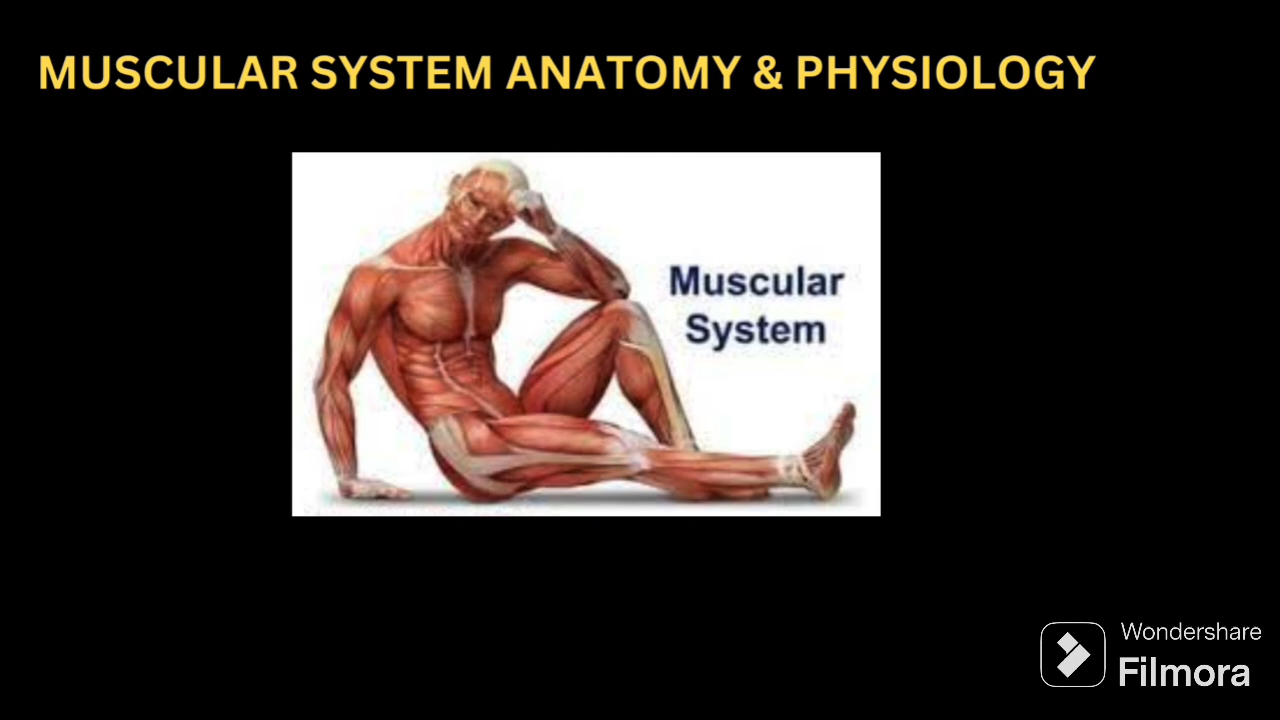 MUSCULAR SYSTEM ANATOMY & PHYSIOLOGY
Muscular
System
Wondershare
Filmora